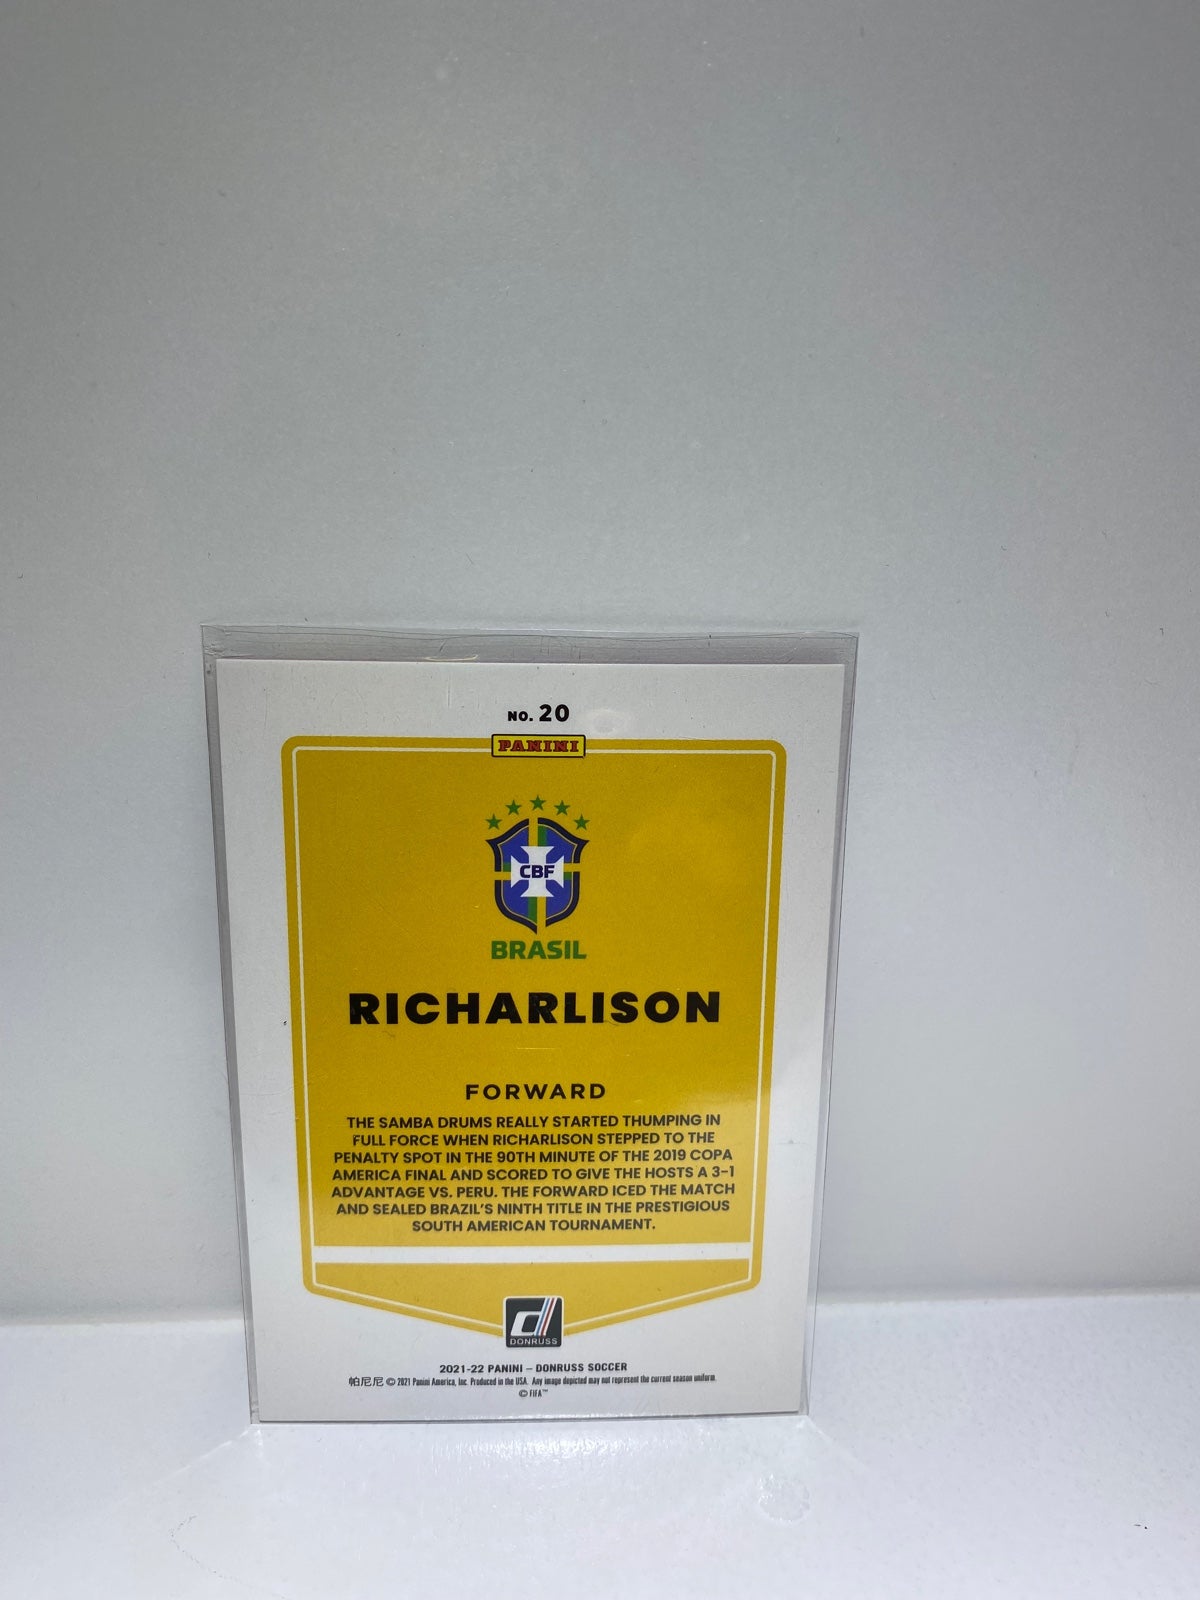 NO. 20
PANINI
CBF
BRASIL
RICHARLISON
FORWARD
THE SAMBA DRUMS REALLY STARTED THUMPING IN
FULL FORCE WHEN RICHARLISON STEPPED TO THE
PENALTY SPOT IN THE 90TH MINUTE OF THE 2019 COPA
AMERICA FINAL AND SCORED TO GIVE THE HOSTS A 3-1
ADVANTAGE VS. PERU. THE FORWARD ICED THE MATCH
AND SEALED BRAZIL'S NINTH TITLE IN THE PRESTIGIOUS
SOUTH AMERICAN TOURNAMENT.
d
DONRUSS
2021-22 PANINI – DONRUSS SOCCER
帕尼尼 © 2021 Panini America, Inc. Produced in the USA. Any image depicted may not represent the current season uniform.
© FIFA™